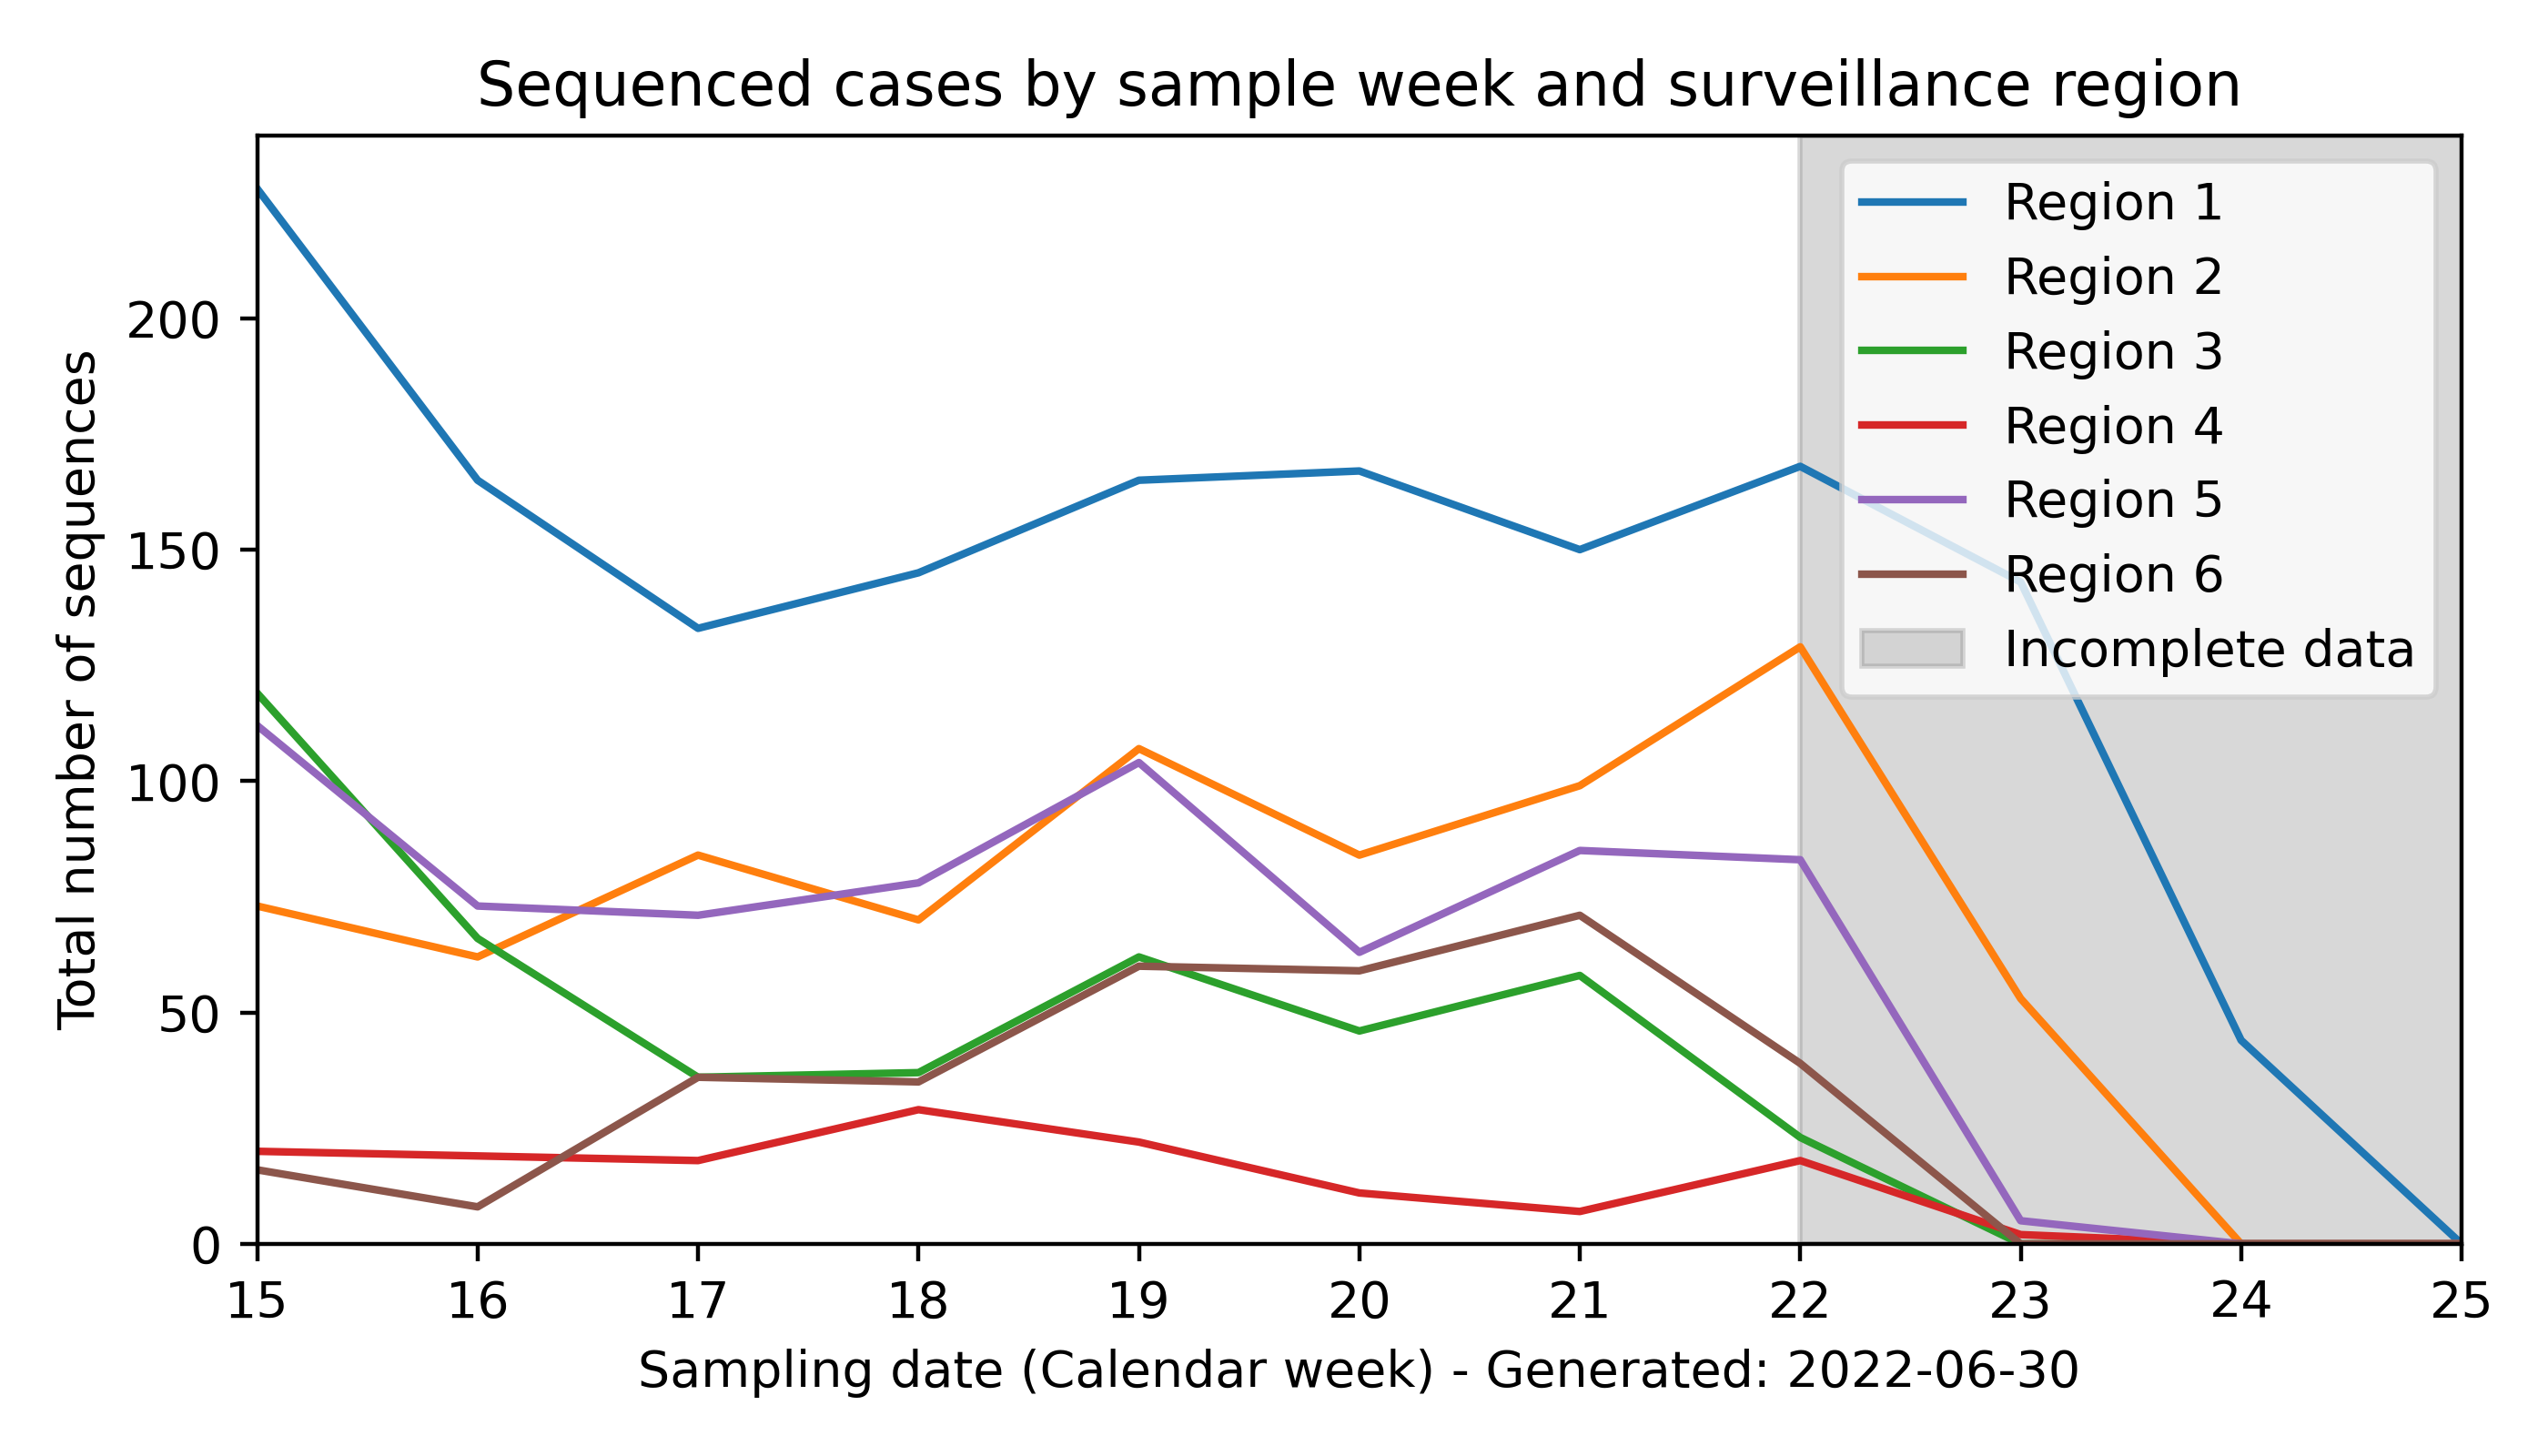 Sequenced cases by sample week and surveillance region
Total number of sequences
200
150
100
50
0
Region 1
Region 2
Region 3
Region 4
Region 5
Region 6
Incomplete data
15 16 17 18 19 20 21 22 23 24 25
Sampling date (Calendar week) - Generated: 2022-06-30